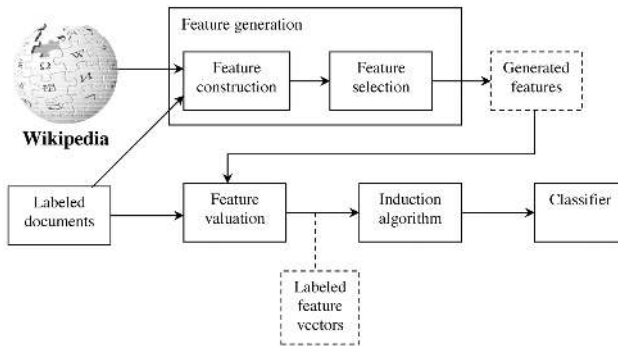 Feature generation
Feature
construction
Feature
selection
Generated
features
Wikipedia
Labeled
documents
Feature
valuation
Induction
algorithm
Classifier
Labeled
feature
vectors